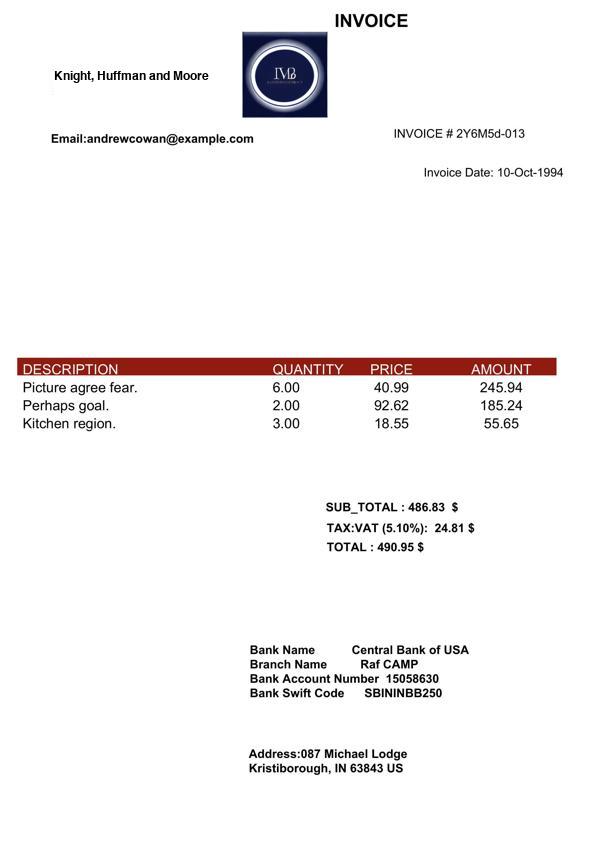 INVOICE
Knight, Huffman and Moore
Email:andrewcowan@example.com
INVOICE # 2Y6M5d-013
Invoice Date: 10-Oct-1994
DESCRIPTION QUANTITY PRICE AMOUNT
Picture agree fear. 6.00 40.99 245.94
Perhaps goal. 2.00 92.62 185.24
Kitchen region. 3.00 18.55 55.65
SUB_TOTAL : 486.83 $
TAX:VAT (5.10%): 24.81 $
TOTAL : 490.95 $
Bank Name Central Bank of USA
Branch Name Raf CAMP
Bank Account Number 15058630
Bank Swift Code SBININBB250
Address:087 Michael Lodge
Kristiborough, IN 63843 US